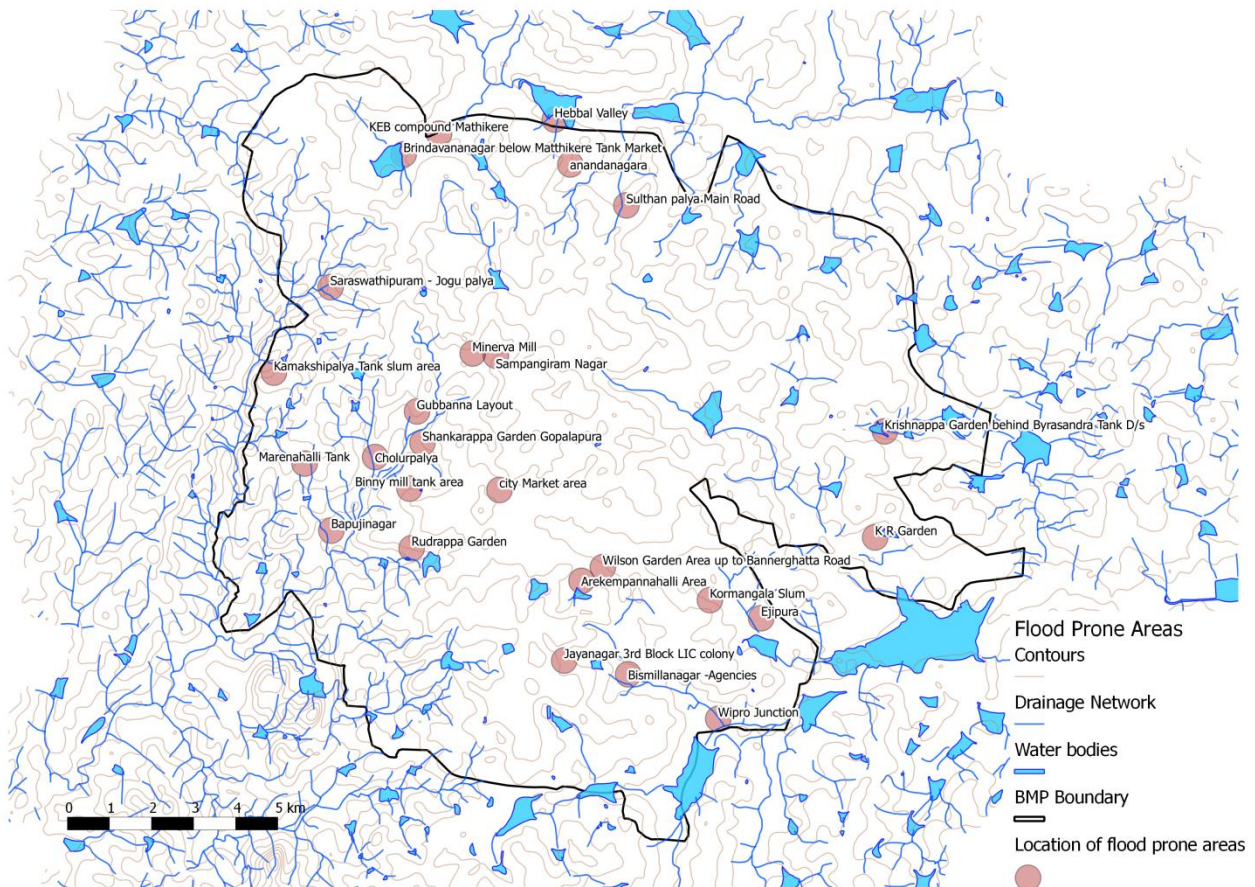 Hebbal Valley
KEB compound Mathikere
Brindavananagar below Matthikere Tank Market
anandanagara
Sulthan palya Main Road
Saraswathipuram - Jogu palya
Minerva Mill
Sampangiram Nagar
Kamakshipalya Tank slum area
Gubbanna Layout
Krishnappa Garden behind Byrasandra Tank D/s
Shankarappa Garden Gopalapura
Marenahalli Tank
Cholurpalya
Binny mill tank area
city Market area
Bapujinagar
K R Garden
Rudrappa Garden
Wilson Garden Area up to Bannerghatta Road
Arekempannahalli Area
Kormangala Slum
Ejipura
Jayanagar 3rd Block LIC colony
Bismillanagar -Agencies
Wipro Junction
0 1 2 3 4 5 km
Flood Prone Areas
Contours
Drainage Network
Water bodies
BMP Boundary
Location of flood prone areas